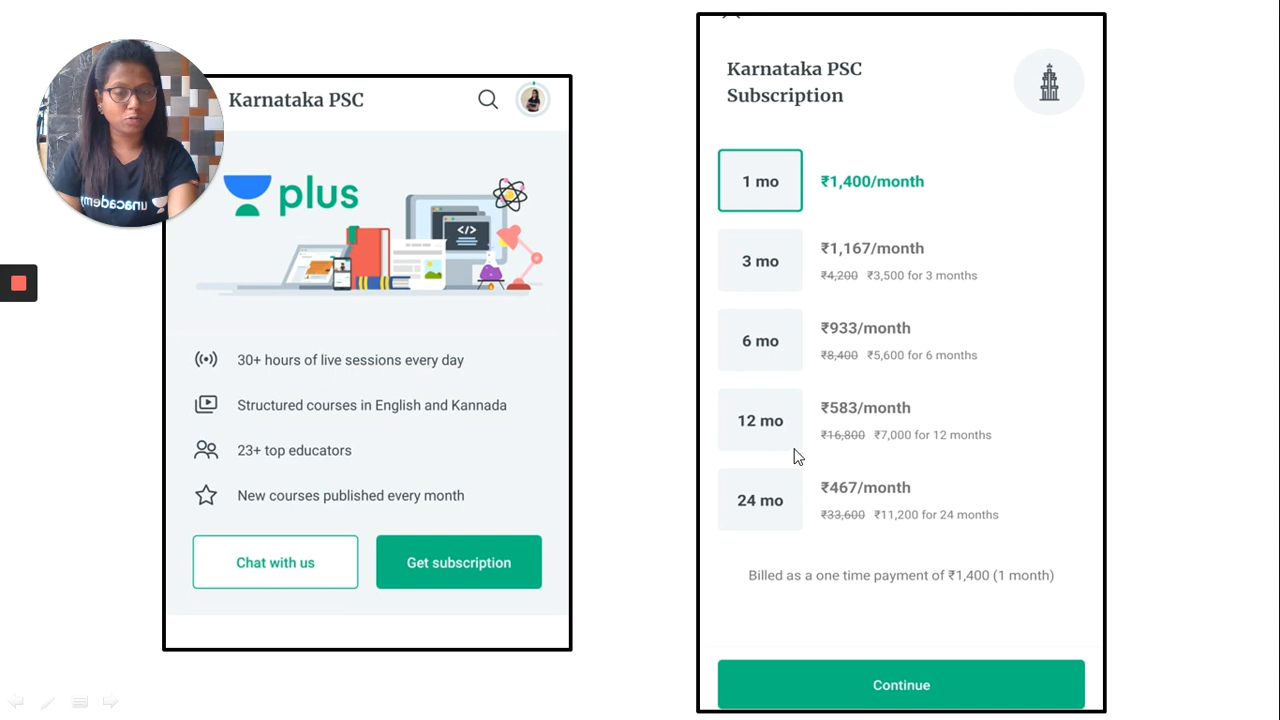 Karnataka PSC
plus
</>
30+ hours of live sessions every day
Structured courses in English and Kannada
23+ top educators
New courses published every month
Chat with us
Get subscription
unacademy
Karnataka PSC
Subscription
1 mo
₹1,400/month
3 mo
₹1,167/month
₹4,200 ₹3,500 for 3 months
6 mo
₹933/month
₹8,400 ₹5,600 for 6 months
12 mo
₹583/month
₹16,800 ₹7,000 for 12 months
24 mo
₹467/month
₹33,600 ₹11,200 for 24 months
Billed as a one time payment of ₹1,400 (1 month)
Continue